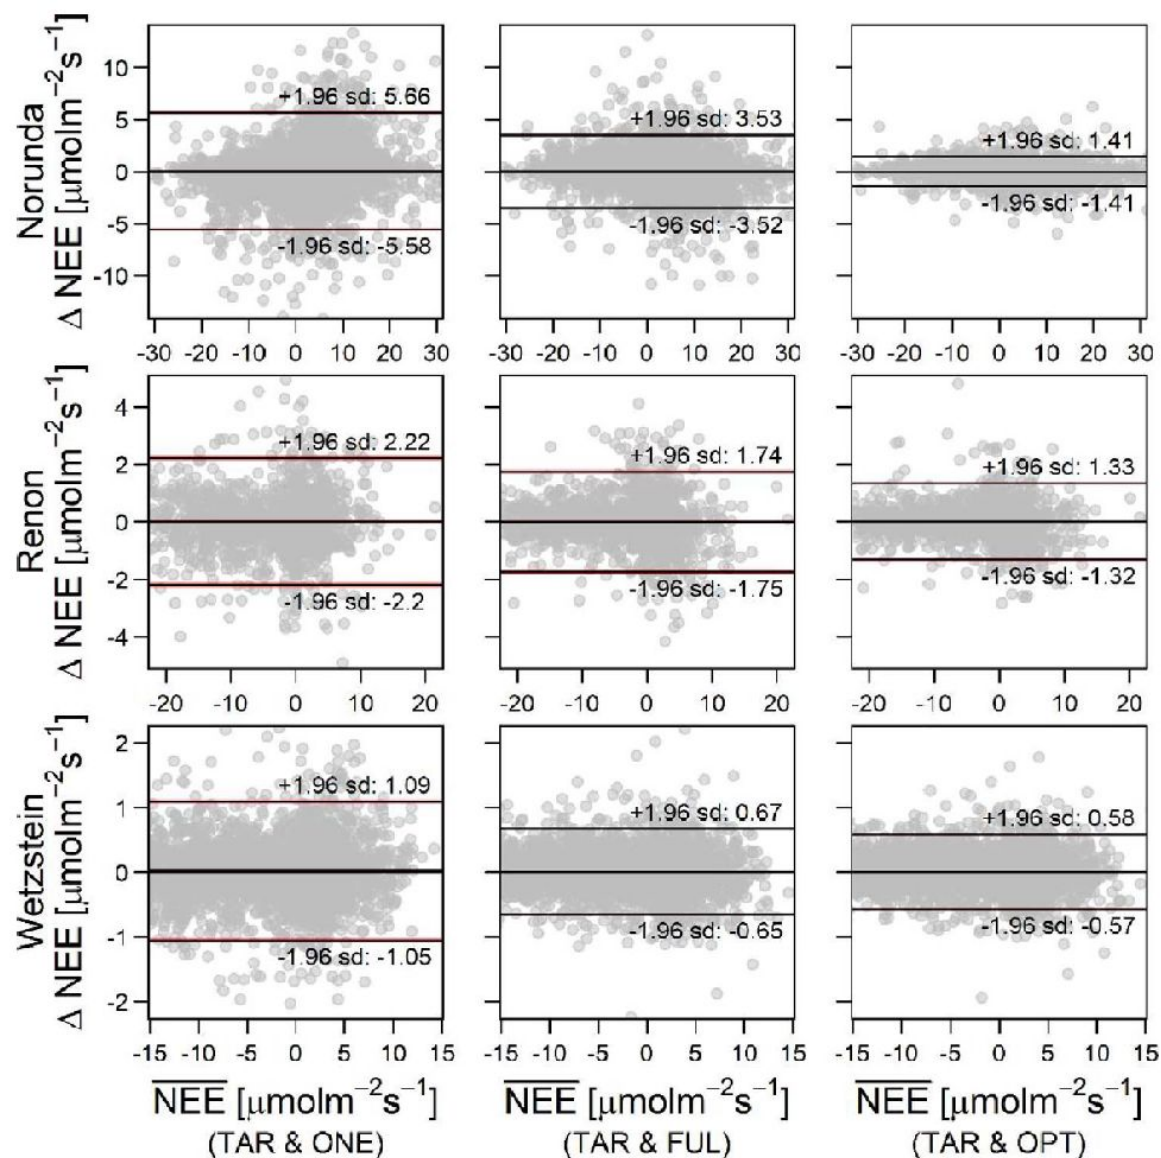 Norunda
Δ NEE [μmolm−2s−1]
10
5
0
-5
-10
+1.96 sd: 5.66
-1.96 sd: -5.58
-30 -20 -10 0 10 20 30
+1.96 sd: 3.53
-1.96 sd: -3.52
-30 -20 -10 0 10 20 30
+1.96 sd: 1.41
-1.96 sd: -1.41
-30 -20 -10 0 10 20 30
Renon
Δ NEE [μmolm−2s−1]
4
2
0
-2
-4
+1.96 sd: 2.22
-1.96 sd: -2.2
-20 -10 0 10 20
+1.96 sd: 1.74
-1.96 sd: -1.75
-20 -10 0 10 20
+1.96 sd: 1.33
-1.96 sd: -1.32
-20 -10 0 10 20
Wetzstein
Δ NEE [μmolm−2s−1]
2
1
0
-1
-2
+1.96 sd: 1.09
-1.96 sd: -1.05
-15 -10 -5 0 5 10 15
+1.96 sd: 0.67
-1.96 sd: -0.65
-15 -10 -5 0 5 10 15
+1.96 sd: 0.58
-1.96 sd: -0.57
-15 -10 -5 0 5 10 15
NEE [μmolm−2s−1]
(TAR & ONE)
NEE [μmolm−2s−1]
(TAR & FUL)
NEE [μmolm−2s−1]
(TAR & OPT)